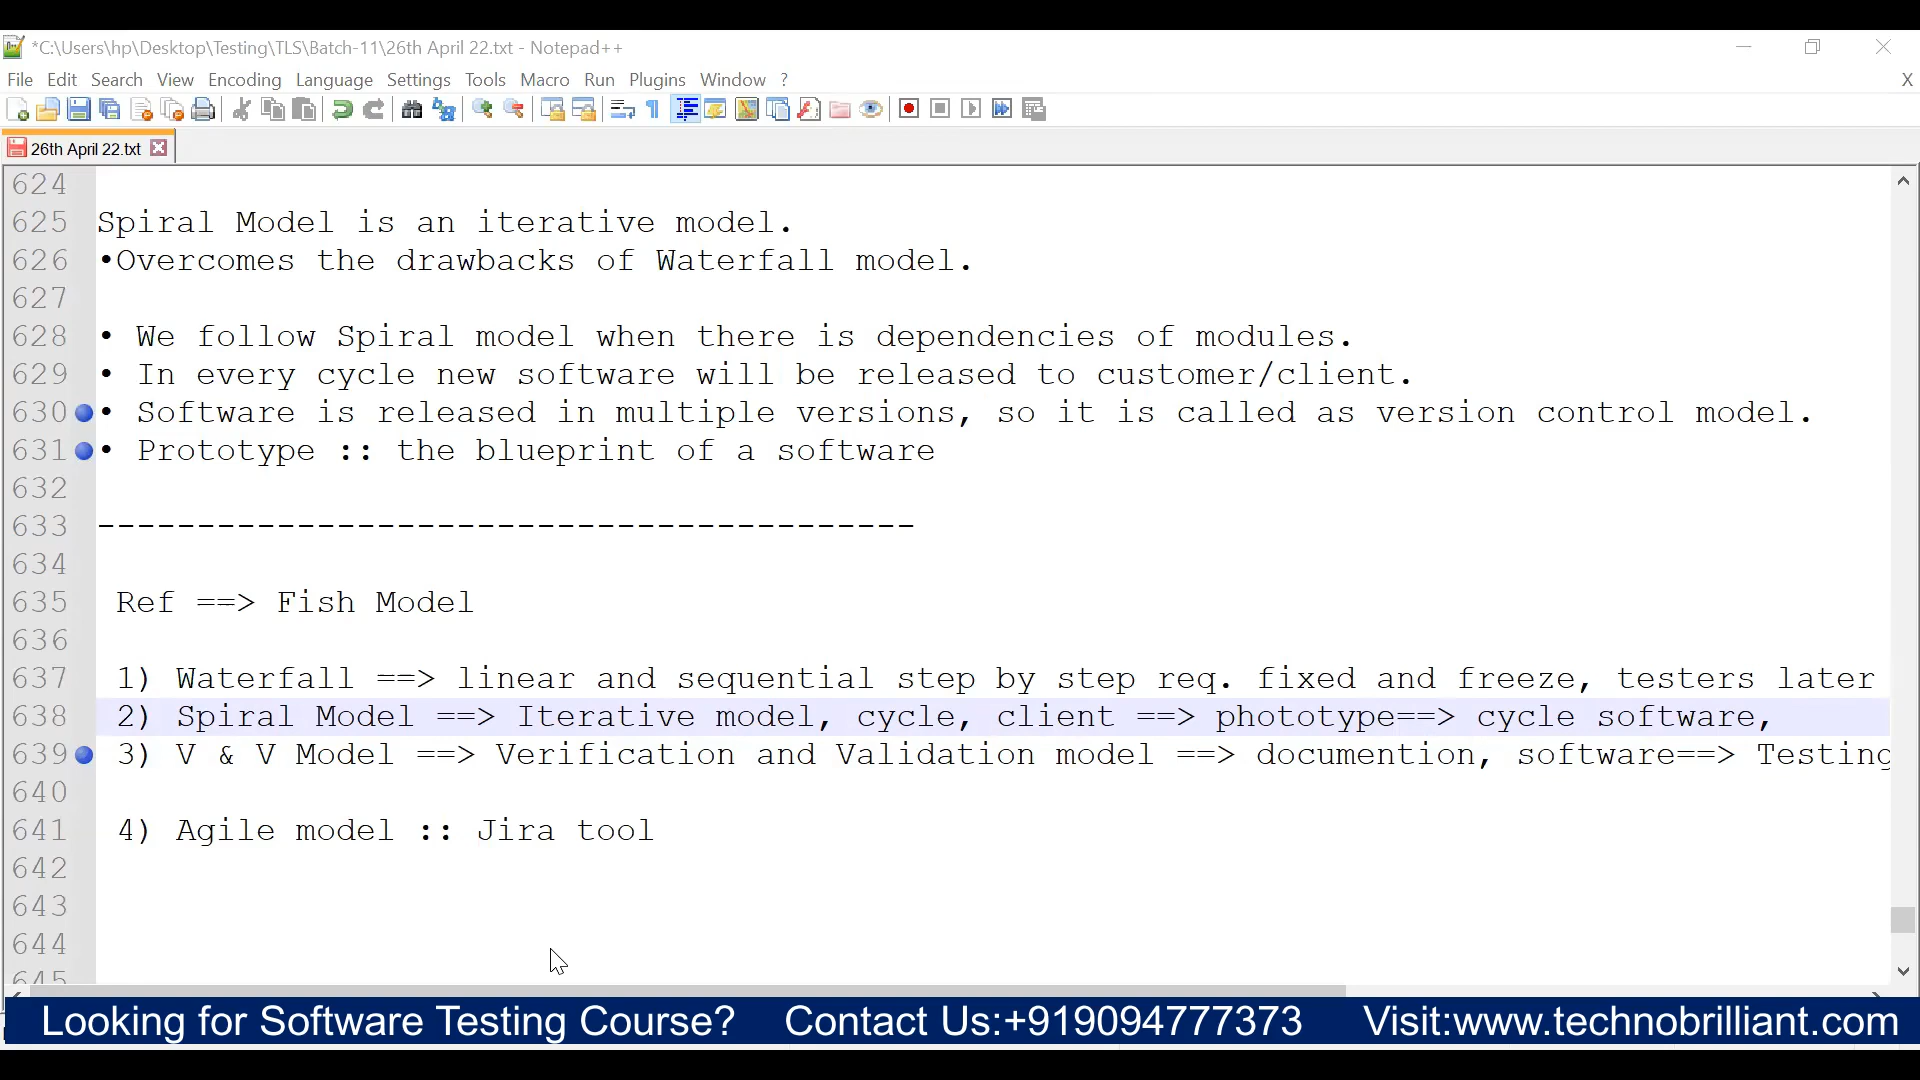 *C:\Users\hp\Desktop\Testing\TLS\Batch-11\26th April 22.txt - Notepad++
File Edit Search View Encoding Language Settings Tools Macro Run Plugins Window ? X
26th April 22.txt
624
625 Spiral Model is an iterative model.
626 •Overcomes the drawbacks of Waterfall model.
627
628 • We follow Spiral model when there is dependencies of modules.
629 • In every cycle new software will be released to customer/client.
630 • Software is released in multiple versions, so it is called as version control model.
631 • Prototype :: the blueprint of a software
632
633 -----------------------------------------
634
635 Ref ==> Fish Model
636
637 1) Waterfall ==> linear and sequential step by step req. fixed and freeze, testers later
638 2) Spiral Model ==> Iterative model, cycle, client ==> phototype==> cycle software,
639 3) V & V Model ==> Verification and Validation model ==> documention, software==> Testing
640
641 4) Agile model :: Jira tool
642
643
644
645
Looking for Software Testing Course? Contact Us:+919094777373 Visit:www.technobrilliant.com